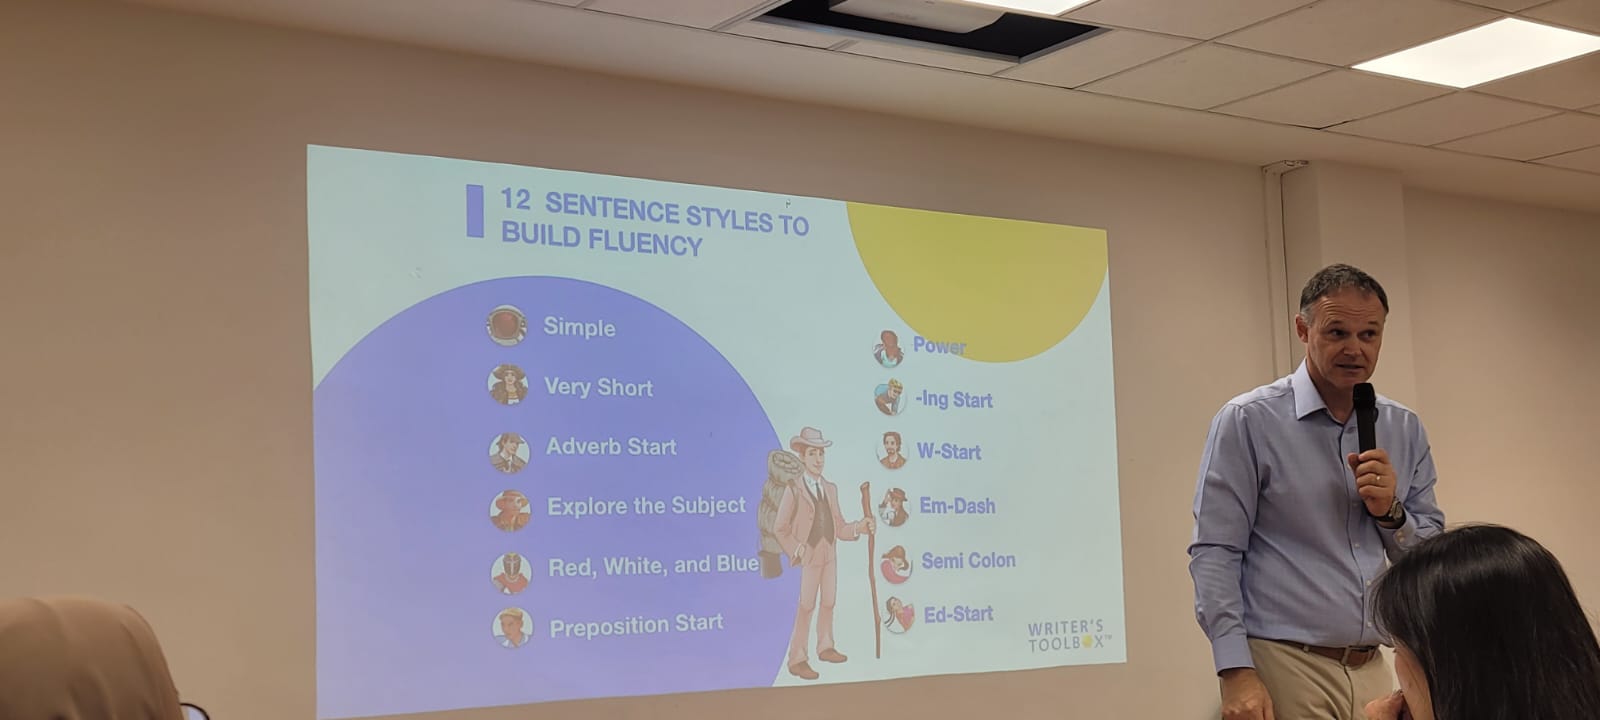 12 SENTENCE STYLES TO
BUILD FLUENCY
Simple
Very Short
Adverb Start
Explore the Subject
Red, White, and Blue
Preposition Start
Power
-Ing Start
W-Start
Em-Dash
Semi Colon
Ed-Start
WRITER'S
TOOLBOX™